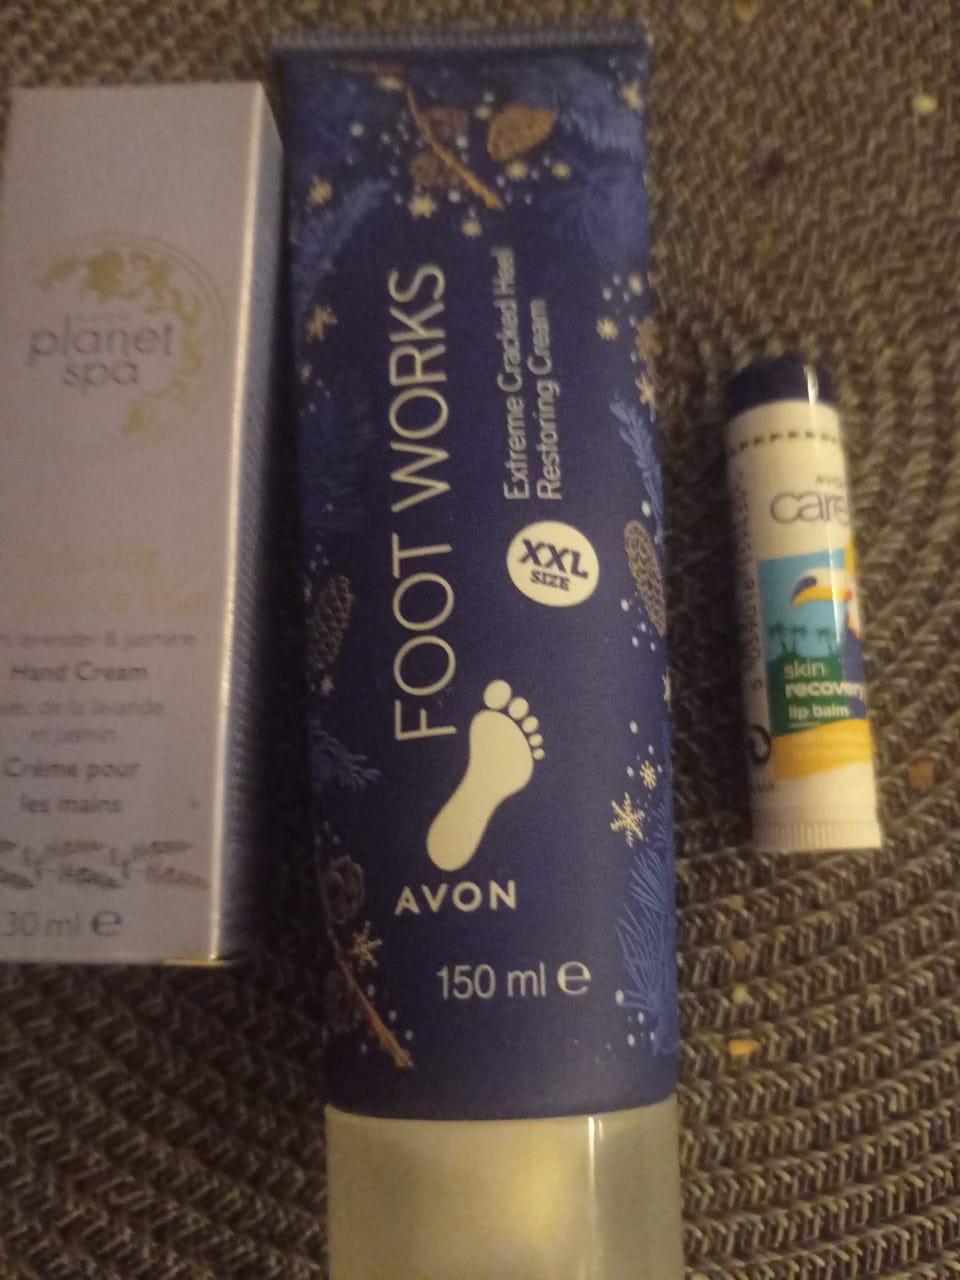 planet
spa
lavender & jasmine
Hand Cream
avec de la lavande
et jasmin
Crème pour
les mains
30 ml e
FOOT WORKS
Extreme Cracked Heel
Restoring Cream
XXL
SIZE
AVON
150 ml e
AVON
care
skin
recovery
lip balm